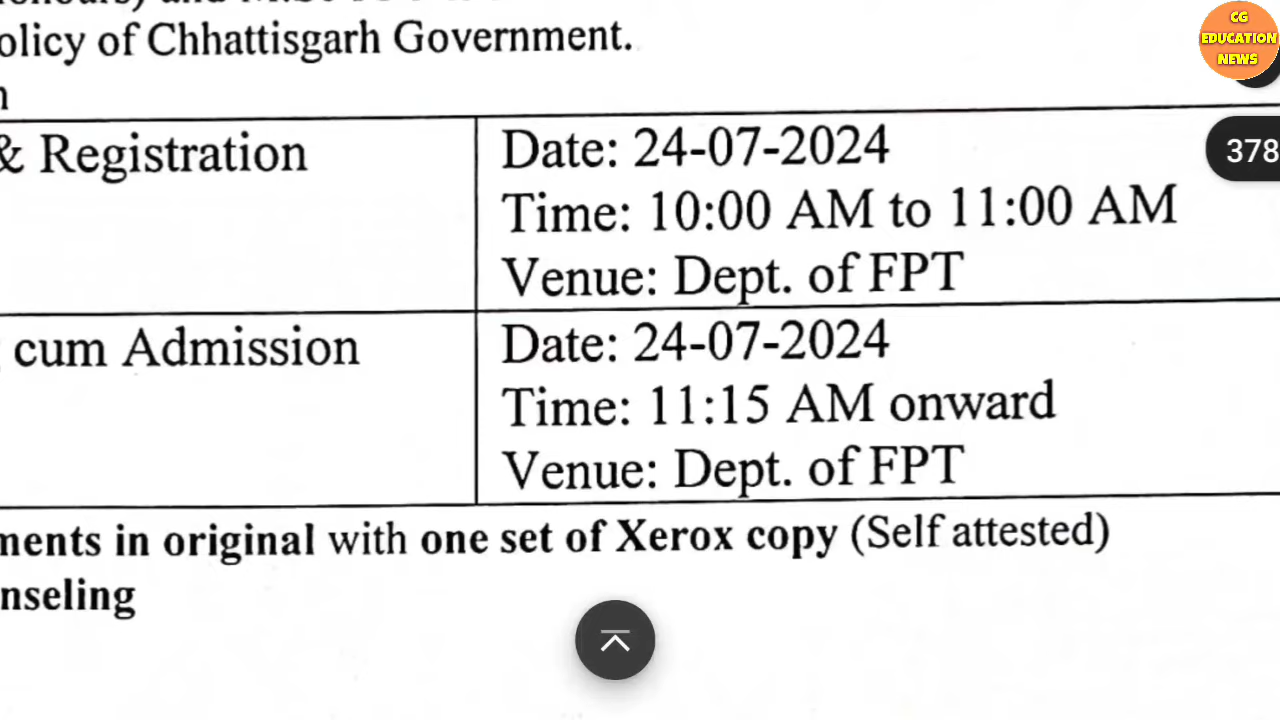 olicy of Chhattisgarh Government.
& Registration
Date: 24-07-2024
Time: 10:00 AM to 11:00 AM
Venue: Dept. of FPT
cum Admission
Date: 24-07-2024
Time: 11:15 AM onward
Venue: Dept. of FPT
ments in original with one set of Xerox copy (Self attested)
nseling
CG
EDUCATION
NEWS
378